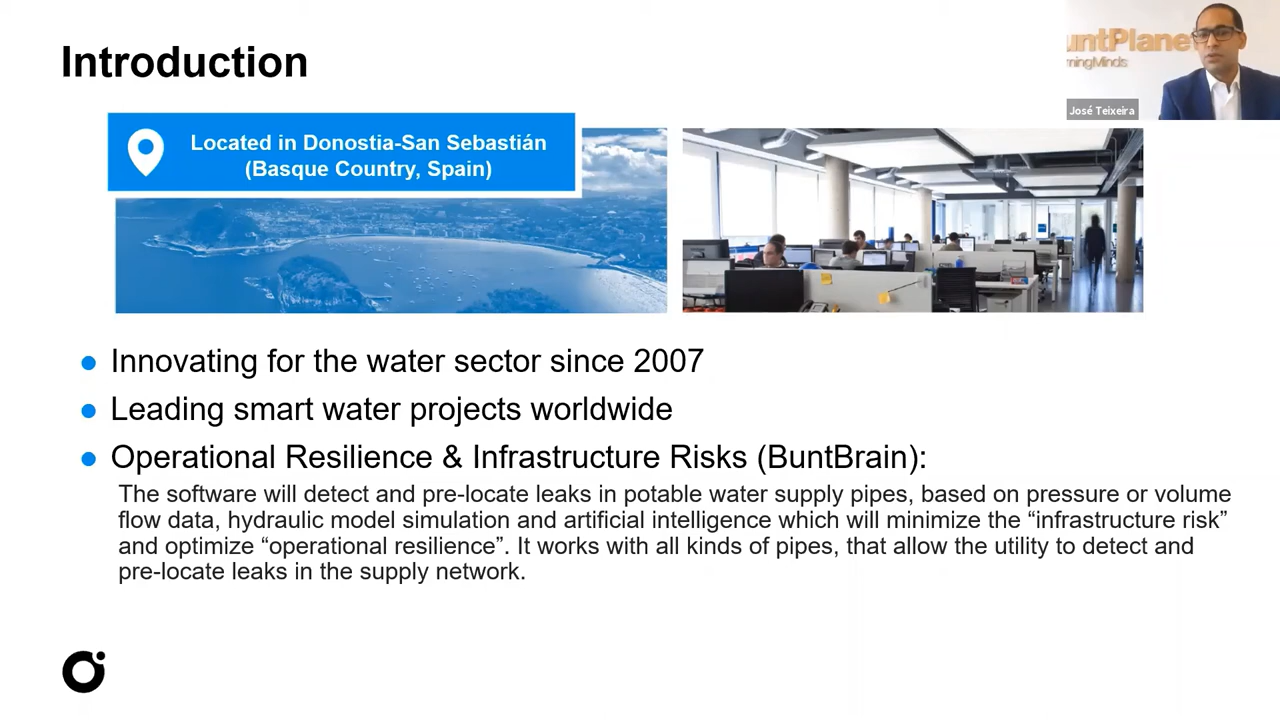 Introduction
untPlane
rningMinds
José Teixeira
Located in Donostia-San Sebastián
(Basque Country, Spain)
Innovating for the water sector since 2007
Leading smart water projects worldwide
Operational Resilience & Infrastructure Risks (BuntBrain):
The software will detect and pre-locate leaks in potable water supply pipes, based on pressure or volume
flow data, hydraulic model simulation and artificial intelligence which will minimize the “infrastructure risk”
and optimize “operational resilience”. It works with all kinds of pipes, that allow the utility to detect and
pre-locate leaks in the supply network.